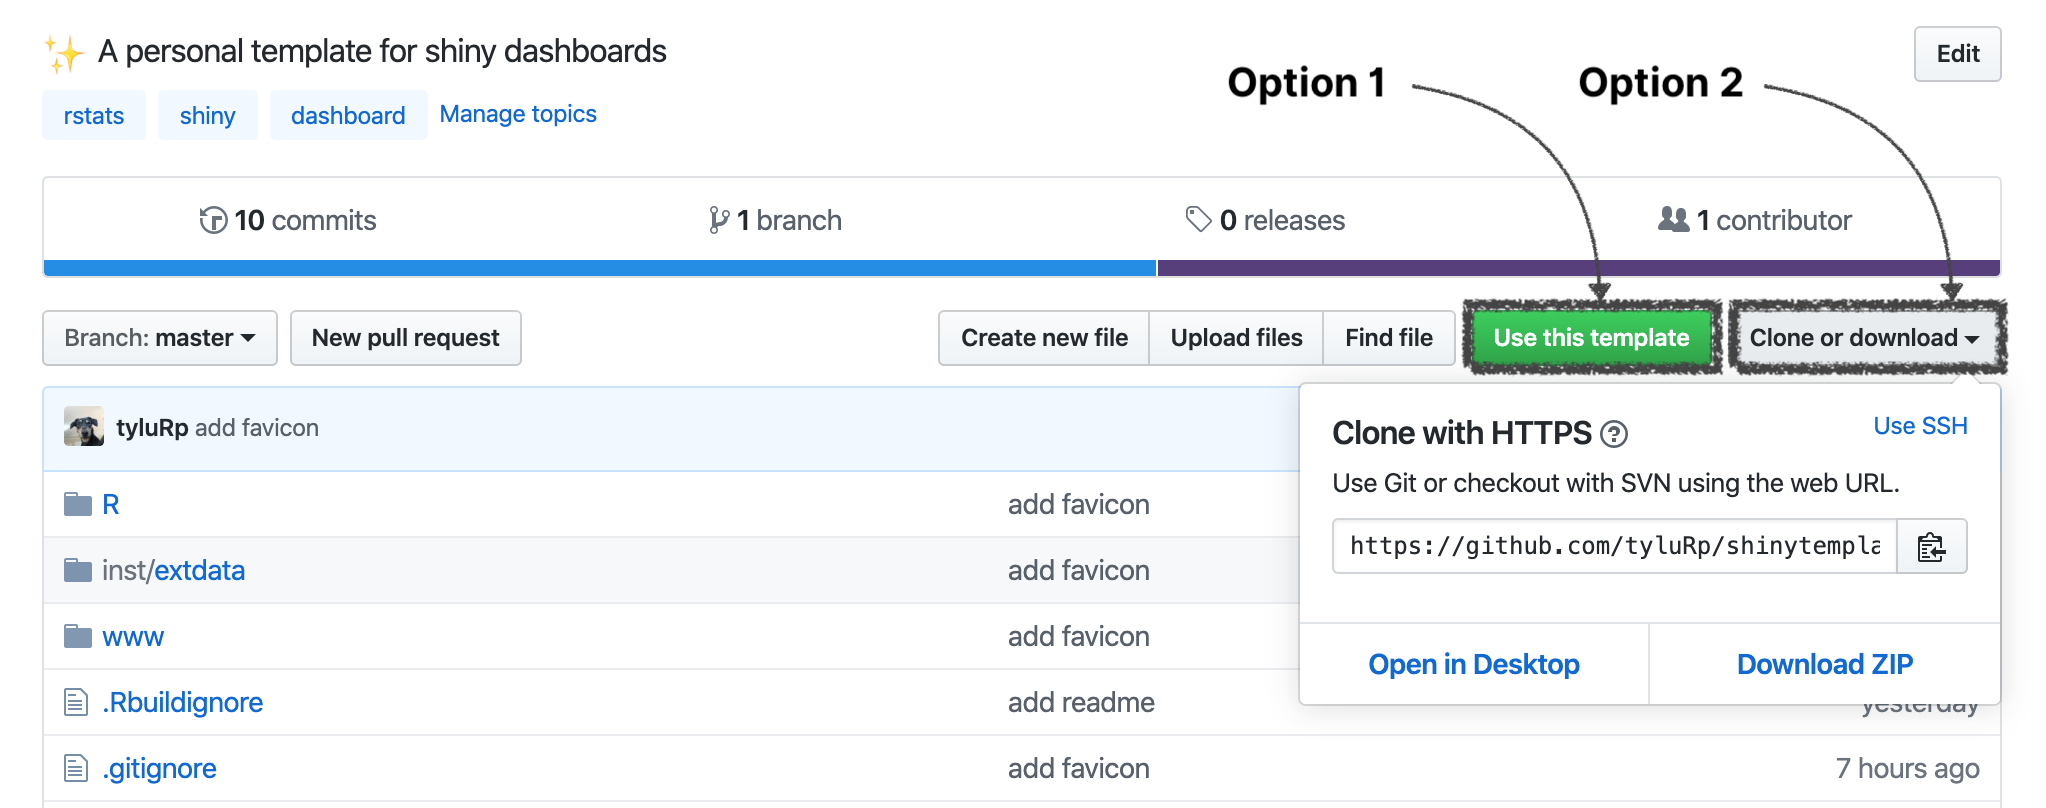 ✨ A personal template for shiny dashboards
Edit
Option 1
Option 2
rstats shiny dashboard Manage topics
10 commits
1 branch
0 releases
1 contributor
Branch: master
New pull request
Create new file
Upload files
Find file
Use this template
Clone or download
tyluRp add favicon
Clone with HTTPS
Use SSH
Use Git or checkout with SVN using the web URL.
https://github.com/tyluRp/shinytempla
Open in Desktop
Download ZIP
R add favicon
inst/extdata add favicon
www add favicon
.Rbuildignore add readme yesterday
.gitignore add favicon 7 hours ago